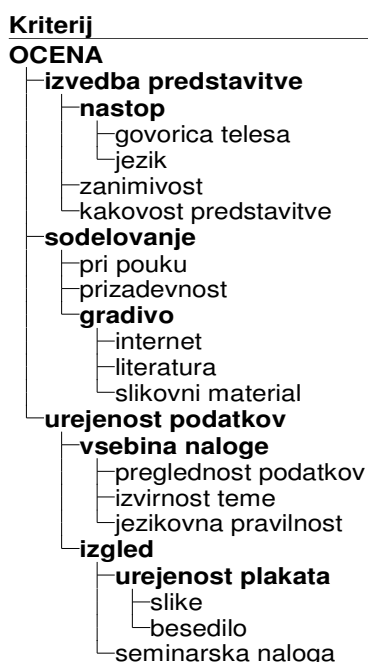 Kriterij
OCENA
izvedba predstavitve
nastop
govorica telesa
jezik
zanimivost
kakovost predstavitve
sodelovanje
pri pouku
prizadevnost
gradivo
internet
literatura
slikovni material
urejenost podatkov
vsebina naloge
preglednost podatkov
izvirnost teme
jezikovna pravilnost
izgled
urejenost plakata
slike
besedilo
seminarska naloga